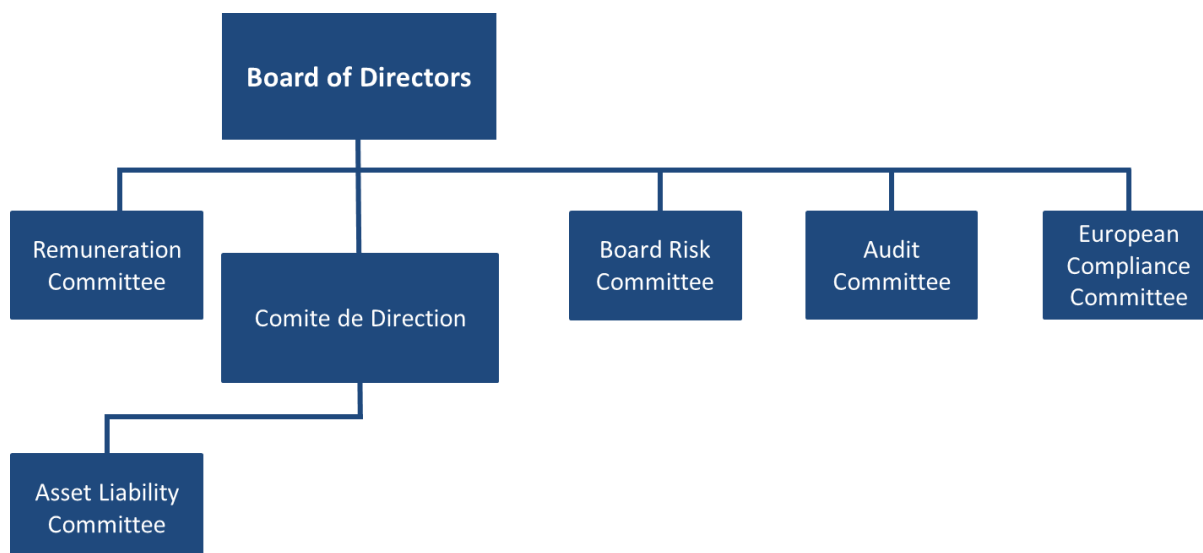 Board of Directors
Remuneration
Committee
Comite de Direction
Board Risk
Committee
Audit
Committee
European
Compliance
Committee
Asset Liability
Committee